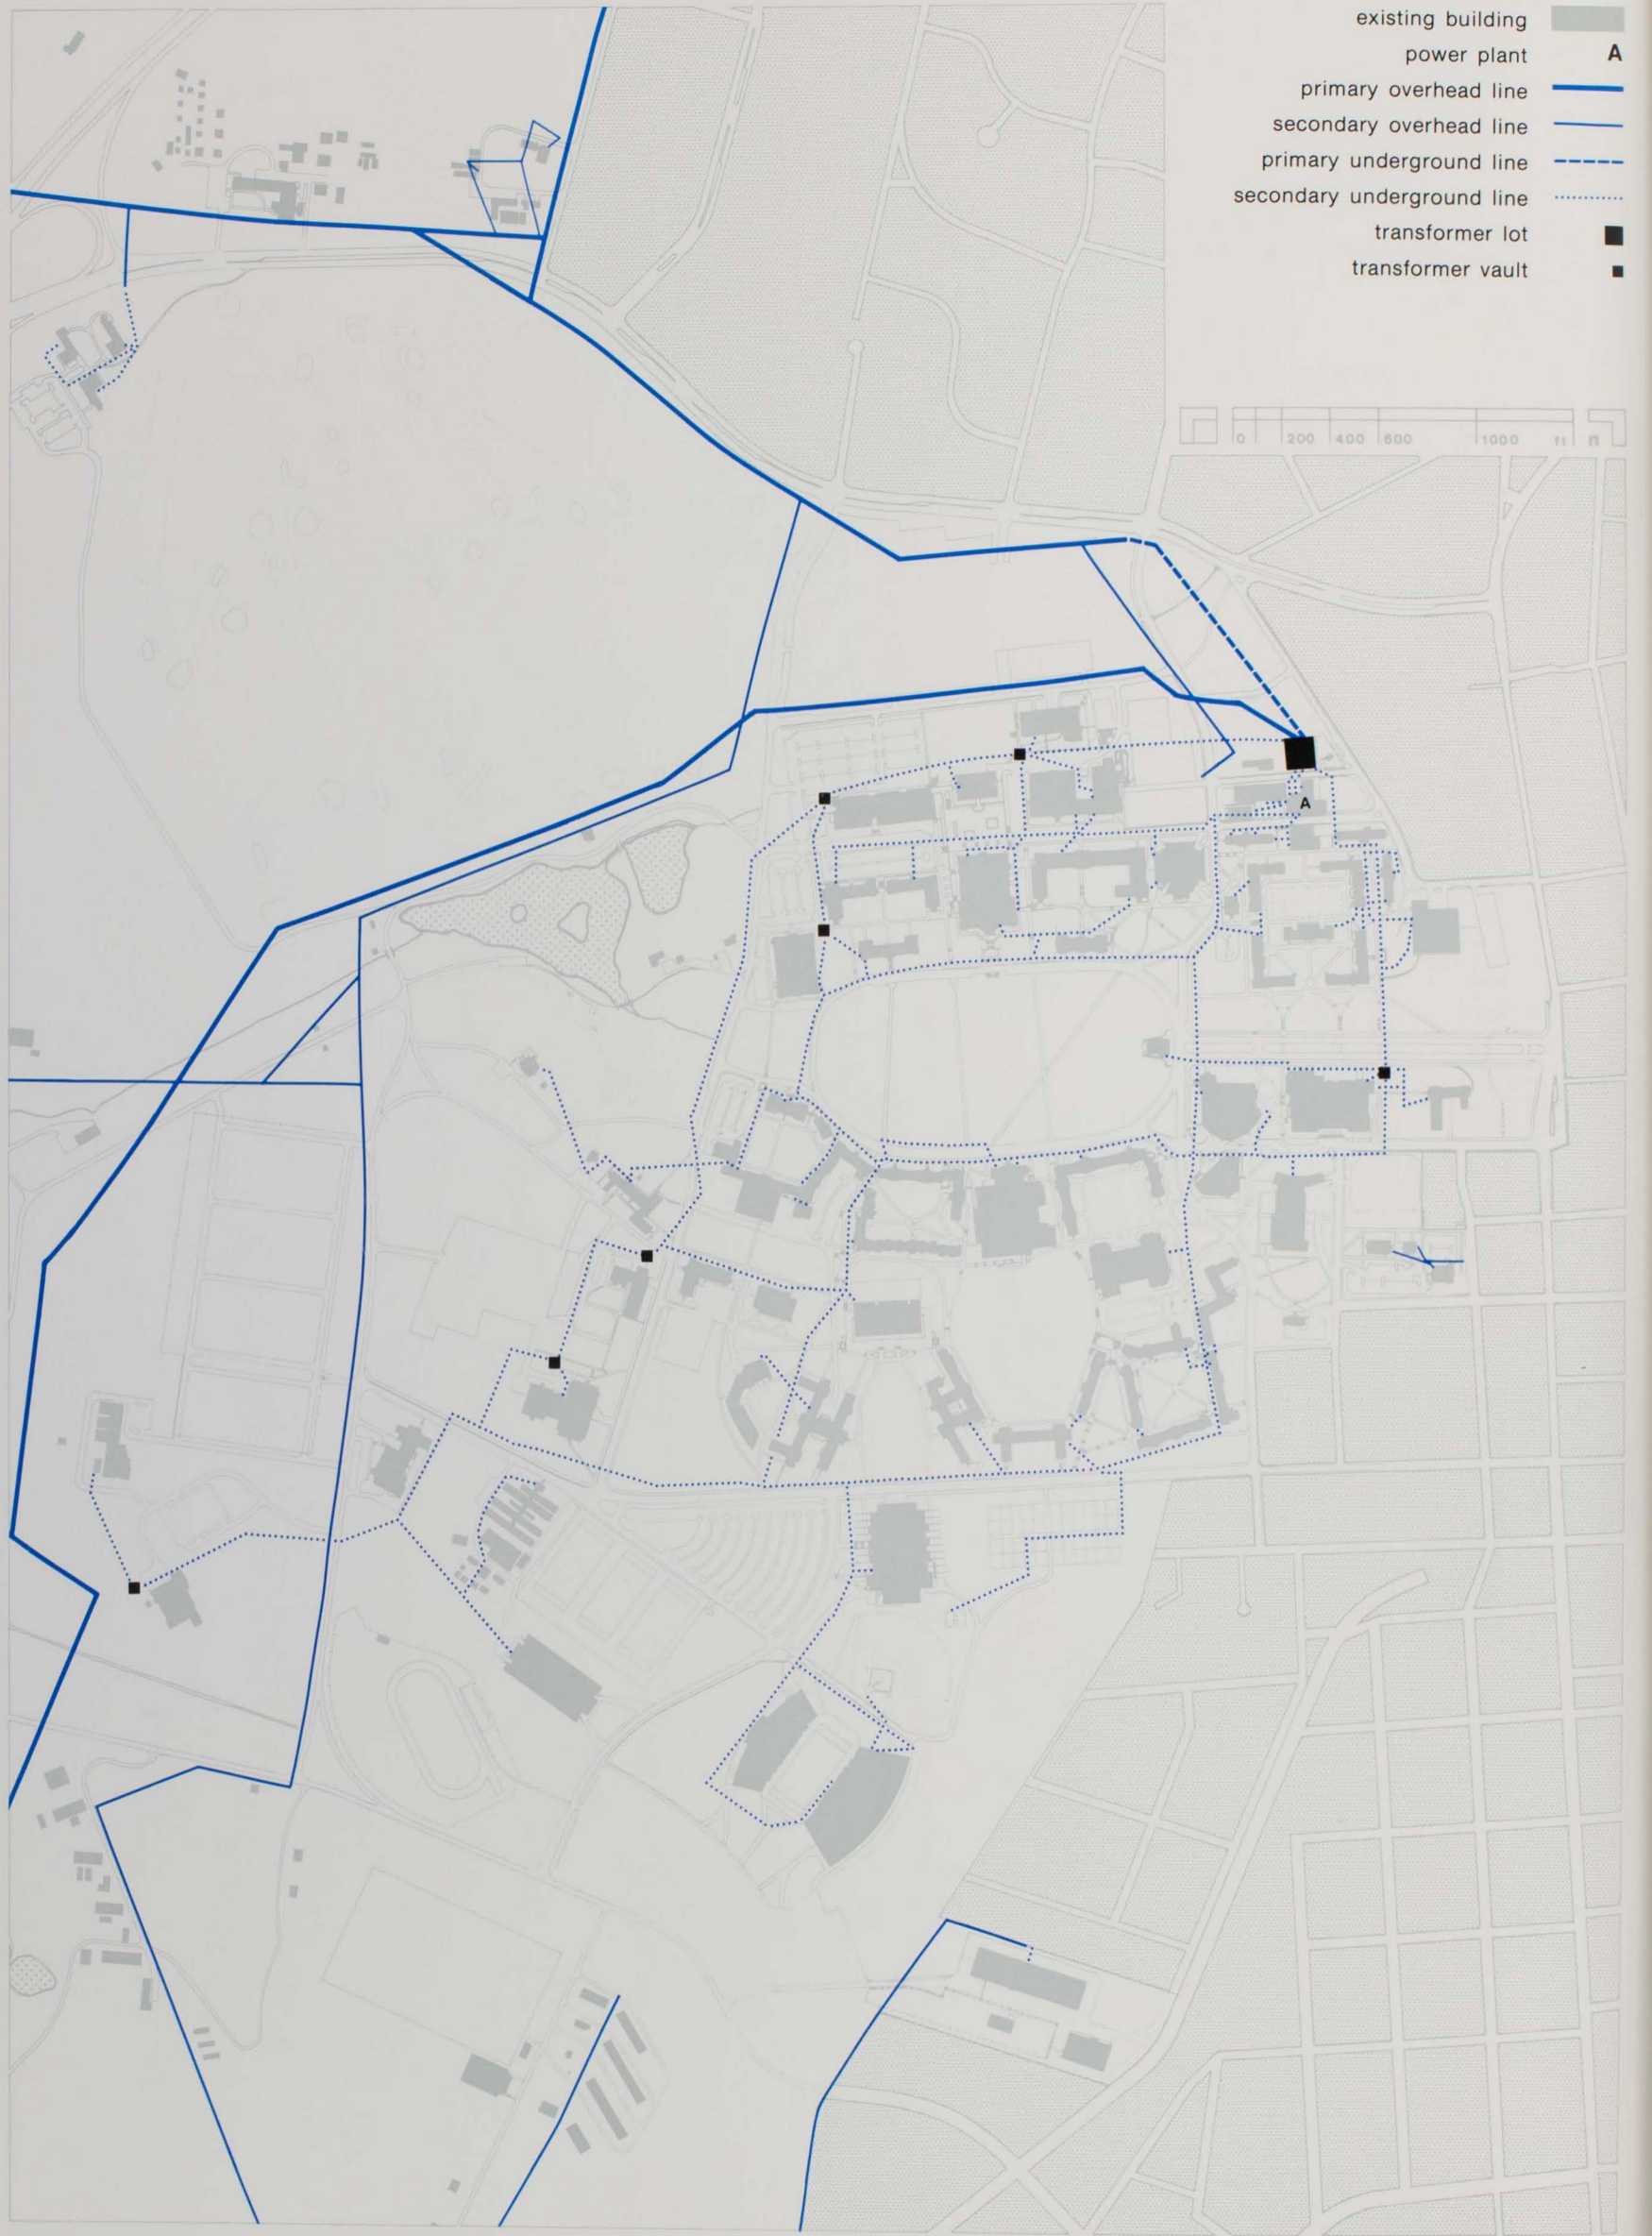 existing building
power plant A
primary overhead line
secondary overhead line
primary underground line
secondary underground line
transformer lot
transformer vault
0 200 400 600 1000 ft
A